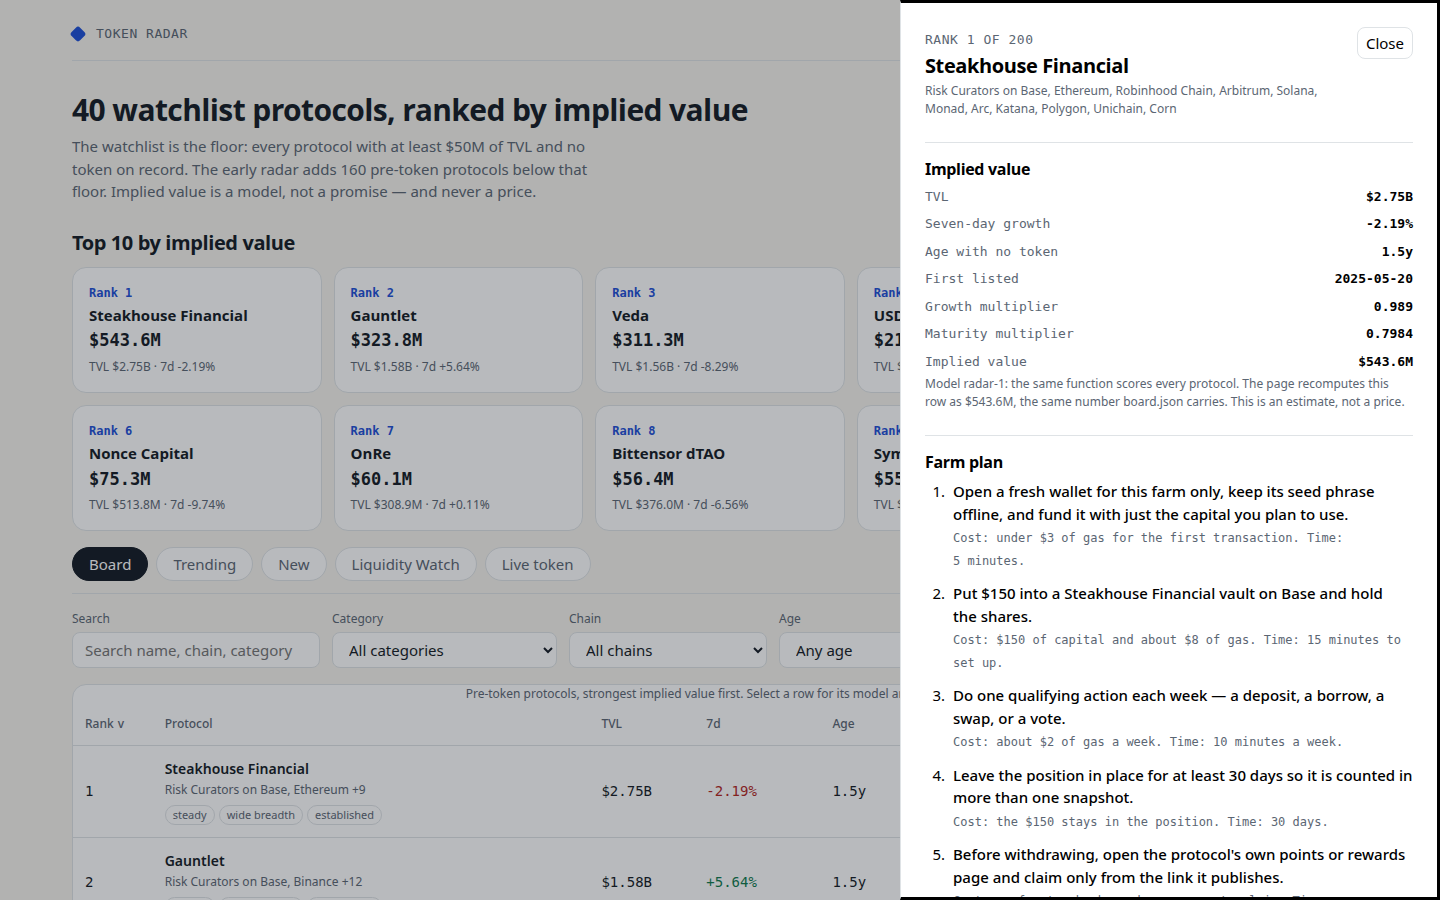 TOKEN RADAR
40 watchlist protocols, ranked by implied value
The watchlist is the floor: every protocol with at least $50M of TVL and no
token on record. The early radar adds 160 pre-token protocols below that
floor. Implied value is a model, not a promise — and never a price.
Top 10 by implied value
Rank 1
Steakhouse Financial
$543.6M
TVL $2.75B · 7d -2.19%
Rank 2
Gauntlet
$323.8M
TVL $1.58B · 7d +5.64%
Rank 3
Veda
$311.3M
TVL $1.56B · 7d -8.29%
Rank 6
Nonce Capital
$75.3M
TVL $513.8M · 7d -9.74%
Rank 7
OnRe
$60.1M
TVL $308.9M · 7d +0.11%
Rank 8
Bittensor dTAO
$56.4M
TVL $376.0M · 7d -6.56%
Board
Trending
New
Liquidity Watch
Live token
Search
Category
Chain
Age
Search name, chain, category
All categories
All chains
Any age
Pre-token protocols, strongest implied value first. Select a row for its model
Rank v
Protocol
TVL
7d
Age
1
Steakhouse Financial
Risk Curators on Base, Ethereum +9
steady
wide breadth
established
$2.75B
-2.19%
1.5y
2
Gauntlet
Risk Curators on Base, Binance +12
$1.58B
+5.64%
1.5y
RANK 1 OF 200
Close
Steakhouse Financial
Risk Curators on Base, Ethereum, Robinhood Chain, Arbitrum, Solana,
Monad, Arc, Katana, Polygon, Unichain, Corn
Implied value
TVL $2.75B
Seven-day growth -2.19%
Age with no token 1.5y
First listed 2025-05-20
Growth multiplier 0.989
Maturity multiplier 0.7984
Implied value $543.6M
Model radar-1: the same function scores every protocol. The page recomputes this
row as $543.6M, the same number board.json carries. This is an estimate, not a price.
Farm plan
1. Open a fresh wallet for this farm only, keep its seed phrase
offline, and fund it with just the capital you plan to use.
Cost: under $3 of gas for the first transaction. Time:
5 minutes.
2. Put $150 into a Steakhouse Financial vault on Base and hold
the shares.
Cost: $150 of capital and about $8 of gas. Time: 15 minutes to
set up.
3. Do one qualifying action each week — a deposit, a borrow, a
swap, or a vote.
Cost: about $2 of gas a week. Time: 10 minutes a week.
4. Leave the position in place for at least 30 days so it is counted in
more than one snapshot.
Cost: the $150 stays in the position. Time: 30 days.
5. Before withdrawing, open the protocol's own points or rewards
page and claim only from the link it publishes.